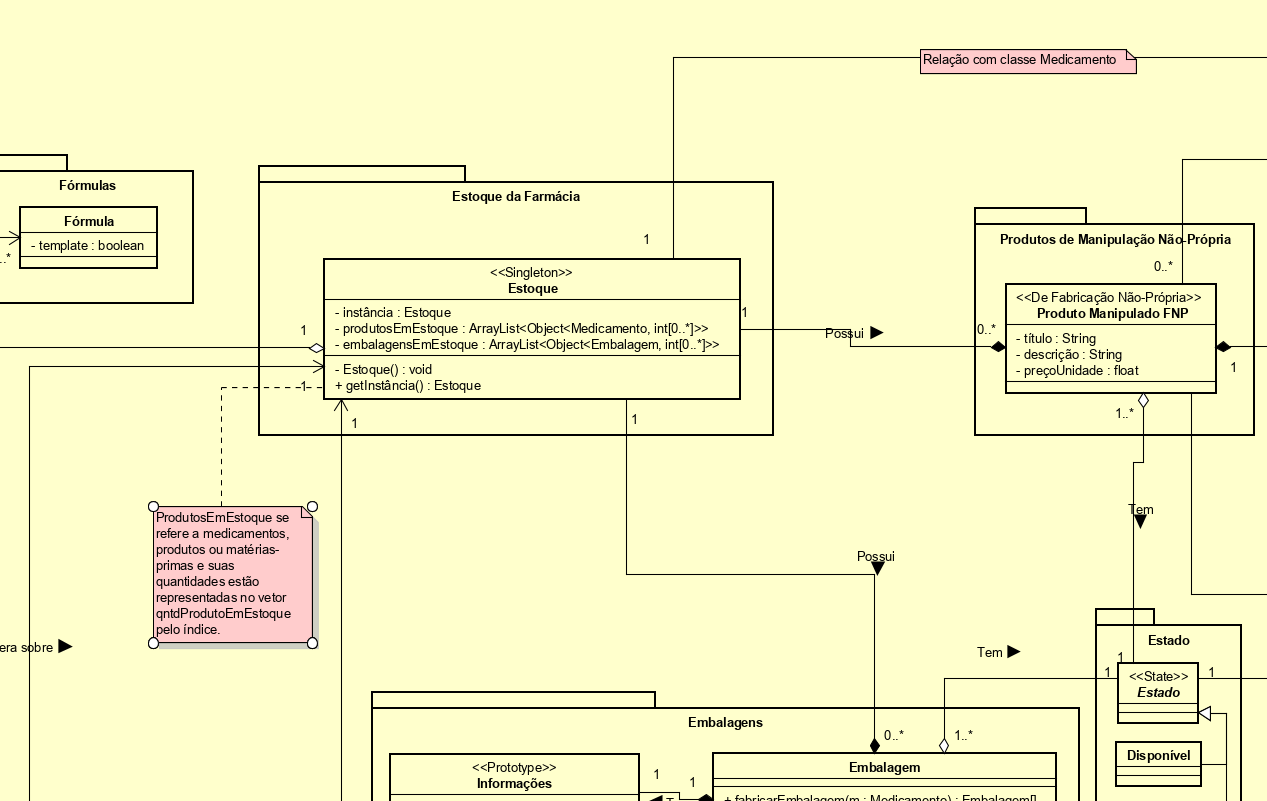 Relação com classe Medicamento
Fórmulas
Fórmula
- template : boolean
..*
Estoque da Farmácia
1
<<Singleton>>
Estoque
- instância : Estoque
- produtosEmEstoque : ArrayList<Object<Medicamento, int[0..*]>>
- embalagensEmEstoque : ArrayList<Object<Embalagem, int[0..*]>>
- Estoque() : void
+ getInstância() : Estoque
1
1
1
1
1
Possui
0..*
Produtos de Manipulação Não-Própria
0..*
<<De Fabricação Não-Própria>>
Produto Manipulado FNP
- título : String
- descrição : String
- preçoUnidade : float
1
1..*
Tem
ProdutosEmEstoque se
refere a medicamentos,
produtos ou matérias-
primas e suas
quantidades estão
representadas no vetor
qntdProdutoEmEstoque
pelo índice.
era sobre
Possui
Tem
Estado
1
1
1
<<State>>
Estado
Disponível
Embalagens
0..*
1..*
<<Prototype>>
Informações
1
1
Embalagem
+ fabricarEmbalagem(m : Medicamento) : Embalagem[]